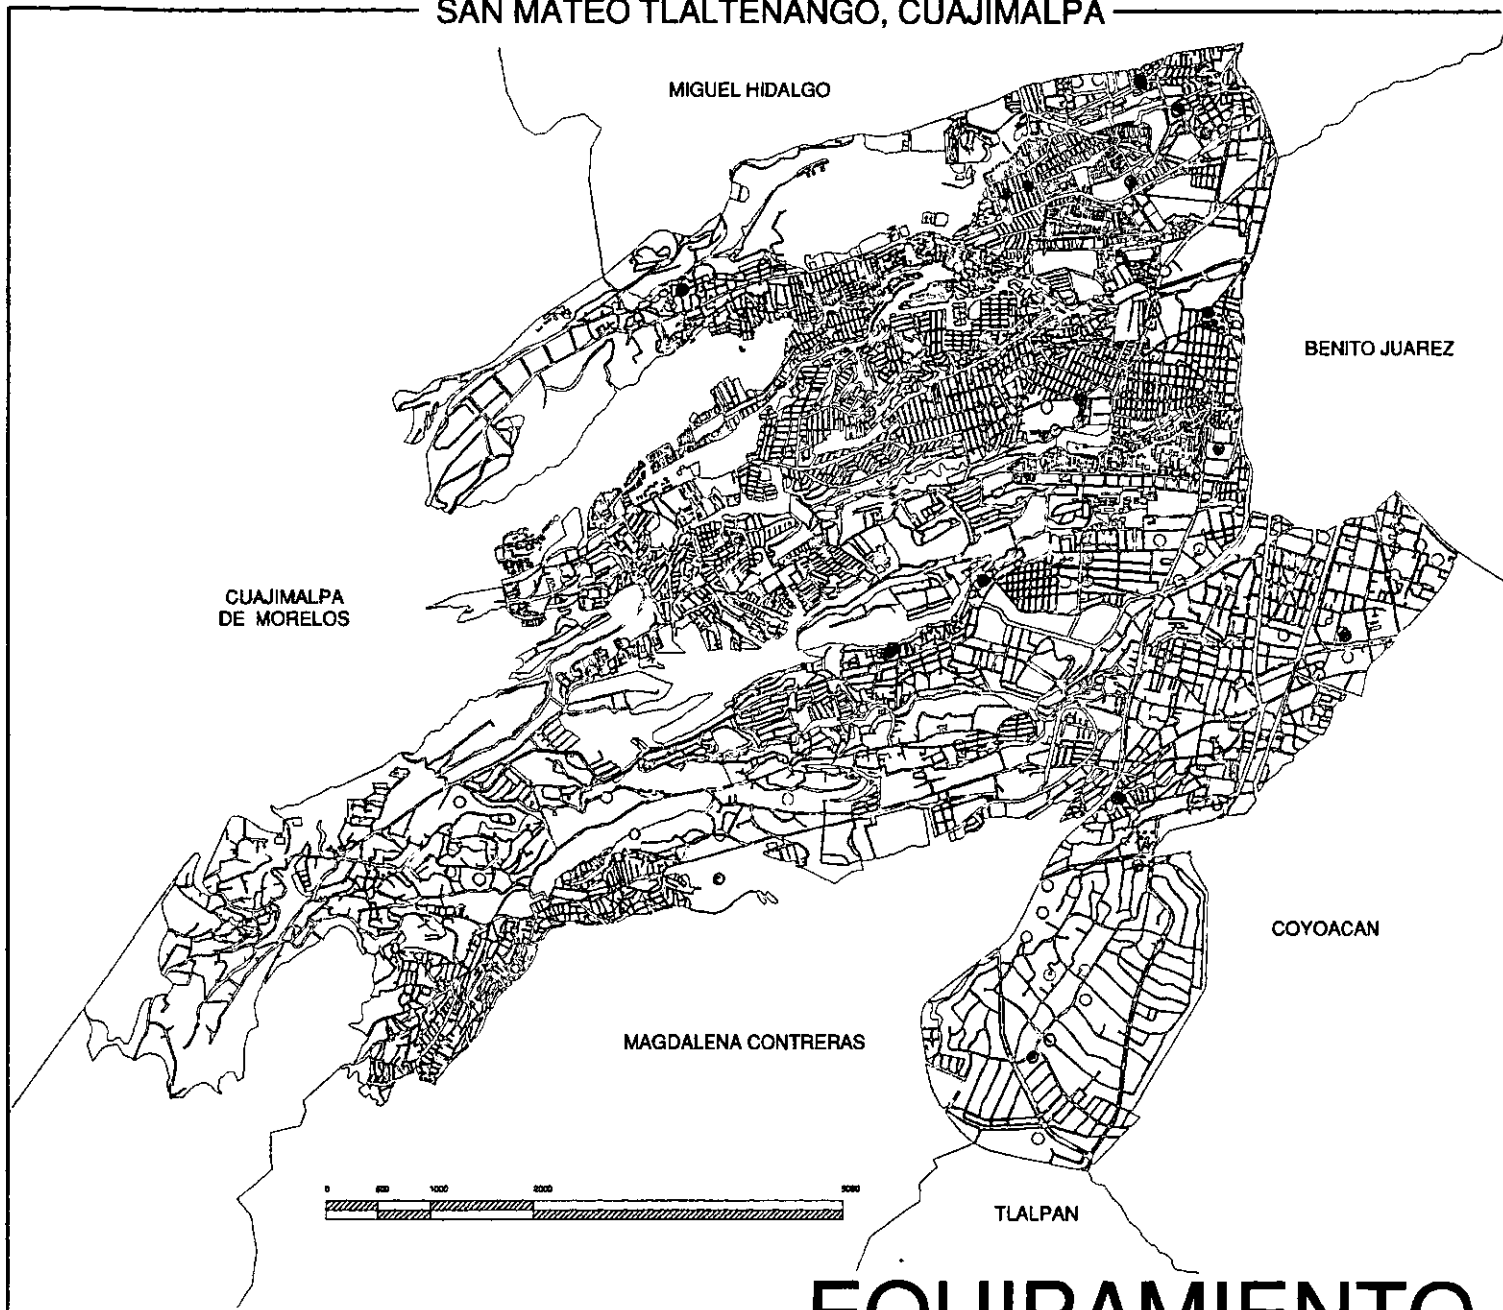 SAN MATEO TLALTENANGO, CUAJIMALPA
MIGUEL HIDALGO
BENITO JUAREZ
CUAJIMALPA
DE MORELOS
COYOACAN
MAGDALENA CONTRERAS
0 500 1000 2000 5000
TLALPAN
EQUIPAMIENTO